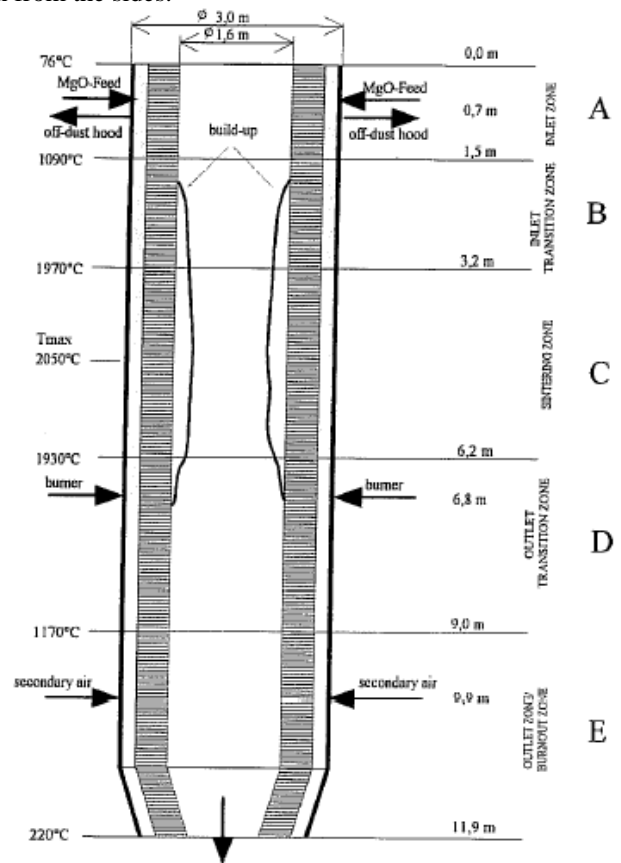 from the sides.
ø 3,0 m
ø 1,6 m
76°C
0,0 m
MgO-Feed
MgO-Feed
0,7 m
off-dust hood
off-dust hood
INLET ZONE
A
build-up
1090°C
1,5 m
INLET
TRANSITION ZONE
B
1970°C
3,2 m
Tmax
2050°C
SINTERING ZONE
C
1930°C
6,2 m
burner
burner
6,8 m
OUTLET
TRANSITION ZONE
D
1170°C
9,0 m
secondary air
secondary air
9,9 m
OUTLET ZONE/
BURNOUT ZONE
E
220°C
11,9 m